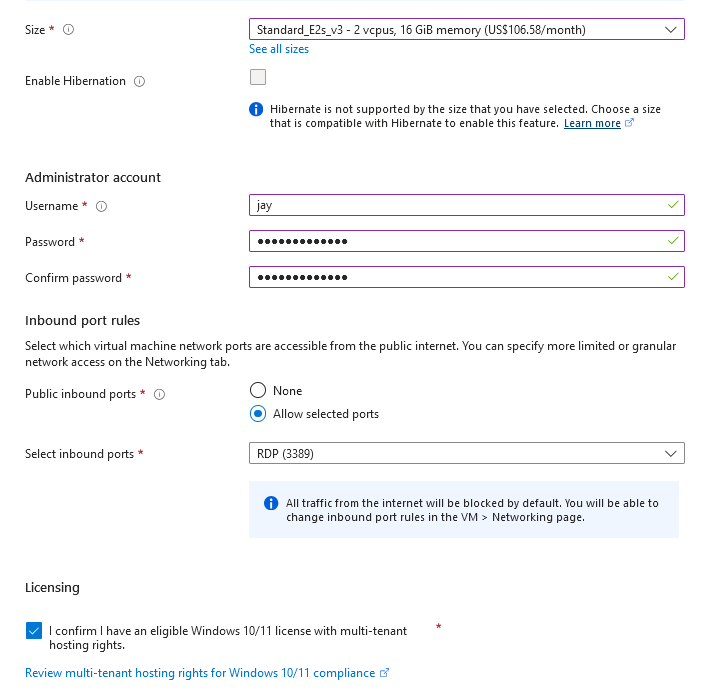 Size *
Standard_E2s_v3 - 2 vcpus, 16 GiB memory (US$106.58/month)
See all sizes
Enable Hibernation
Hibernate is not supported by the size that you have selected. Choose a size
that is compatible with Hibernate to enable this feature. Learn more
Administrator account
Username *
jay
Password *
•••••••••••••
Confirm password *
•••••••••••••
Inbound port rules
Select which virtual machine network ports are accessible from the public internet. You can specify more limited or granular
network access on the Networking tab.
Public inbound ports *
None
Allow selected ports
Select inbound ports *
RDP (3389)
All traffic from the internet will be blocked by default. You will be able to
change inbound port rules in the VM > Networking page.
Licensing
I confirm I have an eligible Windows 10/11 license with multi-tenant *
hosting rights.
Review multi-tenant hosting rights for Windows 10/11 compliance